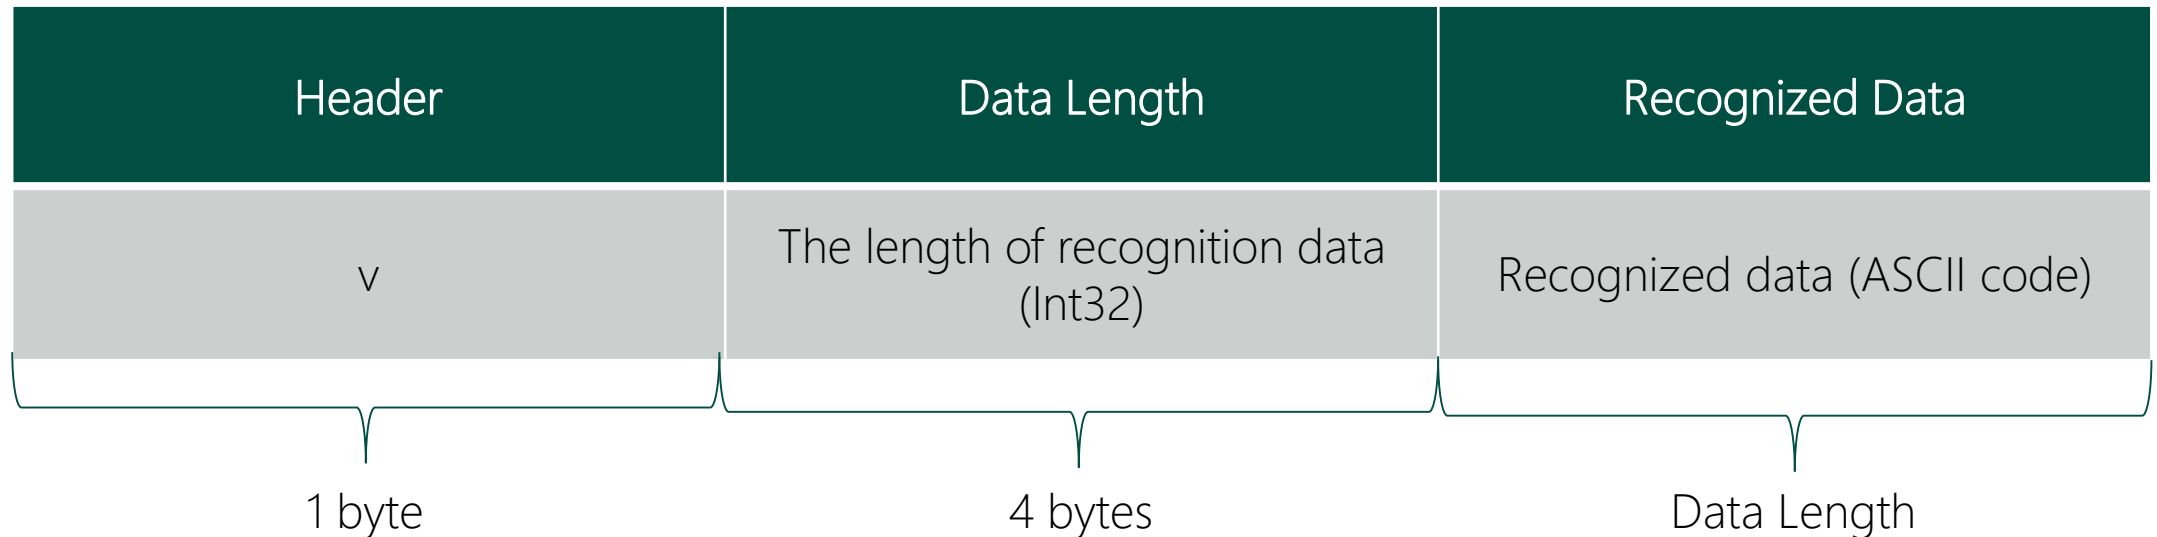 Header
Data Length
Recognized Data
v
The length of recognition data
(Int32)
Recognized data (ASCII code)
1 byte
4 bytes
Data Length